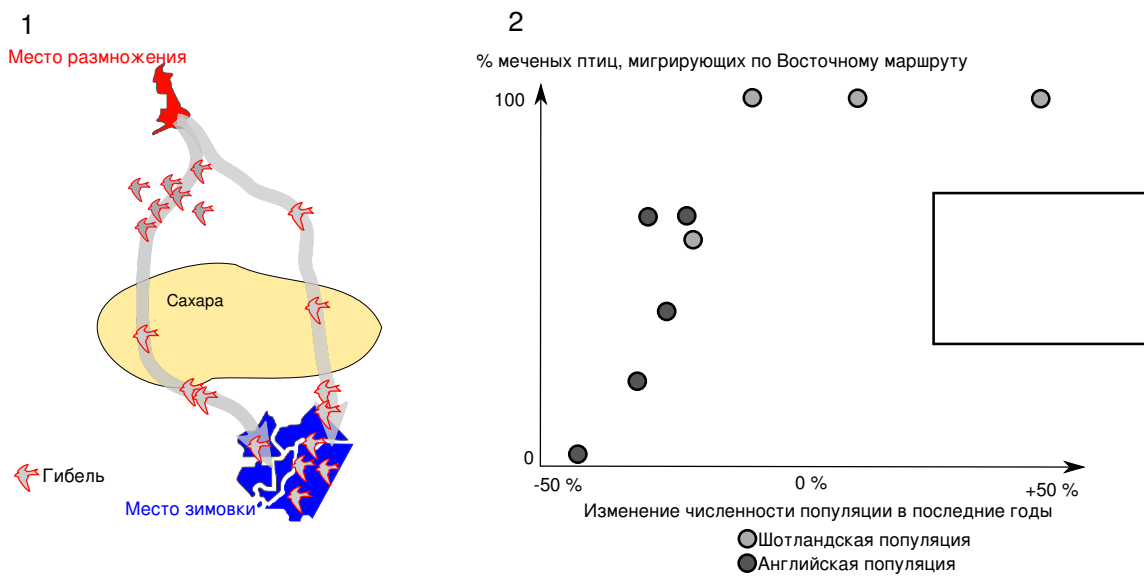 1
Место размножения
Сахара
Гибель
Место зимовки
2
% меченых птиц, мигрирующих по Восточному маршруту
100
0
-50 %
0 %
+50 %
Изменение численности популяции в последние годы
Шотландская популяция
Английская популяция